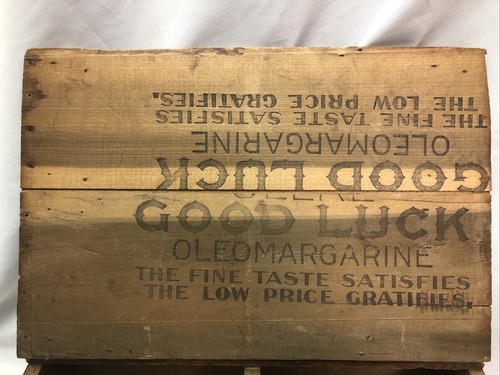 THE LOW PRICE GRATIFIES.
THE FINE TASTE SATISFIES
OLEOMARGARINE
GOOD LUCK
GOOD LUCK
OLEOMARGARINE
THE FINE TASTE SATISFIES
THE LOW PRICE GRATIFIES.